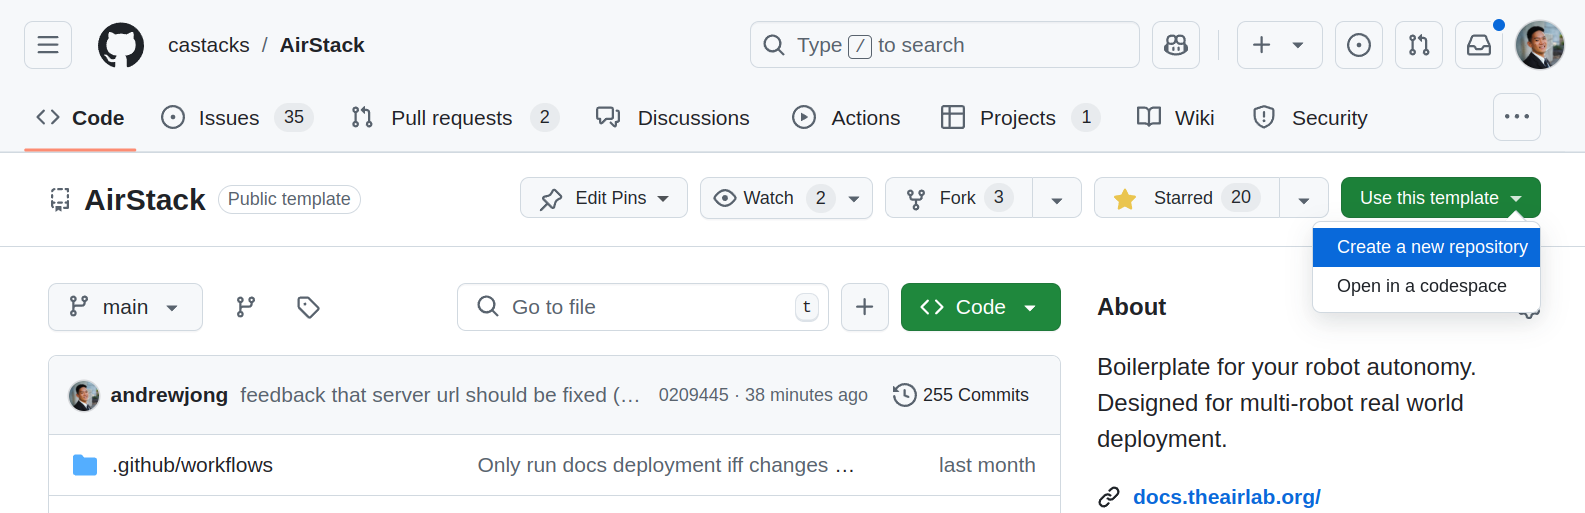 castacks / AirStack
Type / to search
Code
Issues 35
Pull requests 2
Discussions
Actions
Projects 1
Wiki
Security
AirStack Public template
Edit Pins
Watch 2
Fork 3
Starred 20
Use this template
Create a new repository
Open in a codespace
main
Go to file t
Code
About
Boilerplate for your robot autonomy.
Designed for multi-robot real world
deployment.
docs.theairlab.org/
andrewjong feedback that server url should be fixed (… 0209445 · 38 minutes ago 255 Commits
.github/workflows Only run docs deployment iff changes … last month